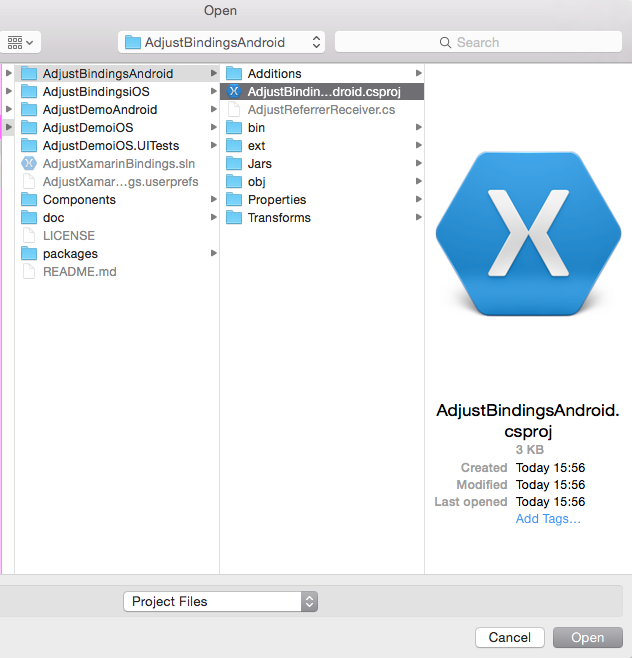 Open
AdjustBindingsAndroid
Search
AdjustBindingsAndroid
AdjustBindingsiOS
AdjustDemoAndroid
AdjustDemoiOS
AdjustDemoiOS.UITests
AdjustXamarinBindings.sln
AdjustXamar…gs.userprefs
Components
doc
LICENSE
packages
README.md
Additions
AdjustBindin…droid.csproj
AdjustReferrerReceiver.cs
bin
ext
Jars
obj
Properties
Transforms
AdjustBindingsAndroid.
csproj
3 KB
Created Today 15:56
Modified Today 15:56
Last opened Today 15:56
Add Tags…
Project Files
Cancel
Open